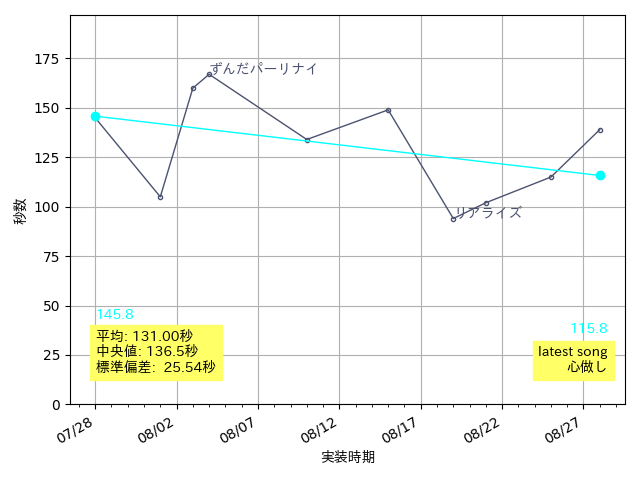 175
150
125
100
75
50
25
0
秒数
ずんだパーリナイ
リアライズ
145.8
115.8
平均: 131.00秒
中央値: 136.5秒
標準偏差: 25.54秒
latest song
心做し
07/28
08/02
08/07
08/12
08/17
08/22
08/27
実装時期